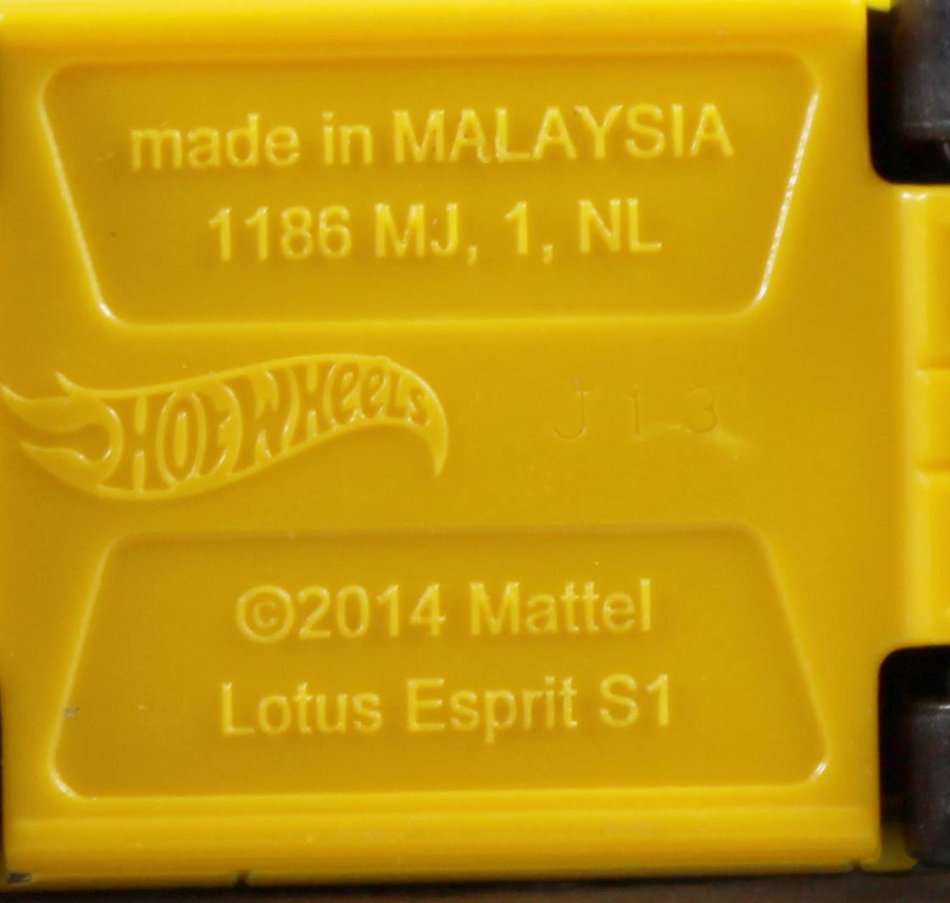 made in MALAYSIA
1186 MJ, 1, NL
HOT WHEELS
J13
©2014 Mattel
Lotus Esprit S1